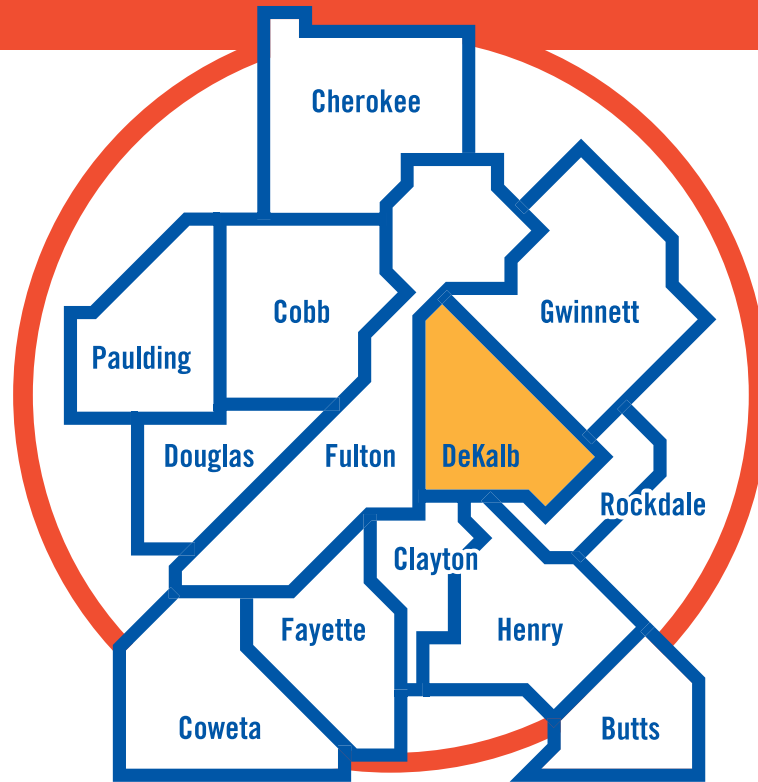 Cherokee
Cobb
Gwinnett
Paulding
Douglas
Fulton
DeKalb
Rockdale
Clayton
Fayette
Henry
Coweta
Butts